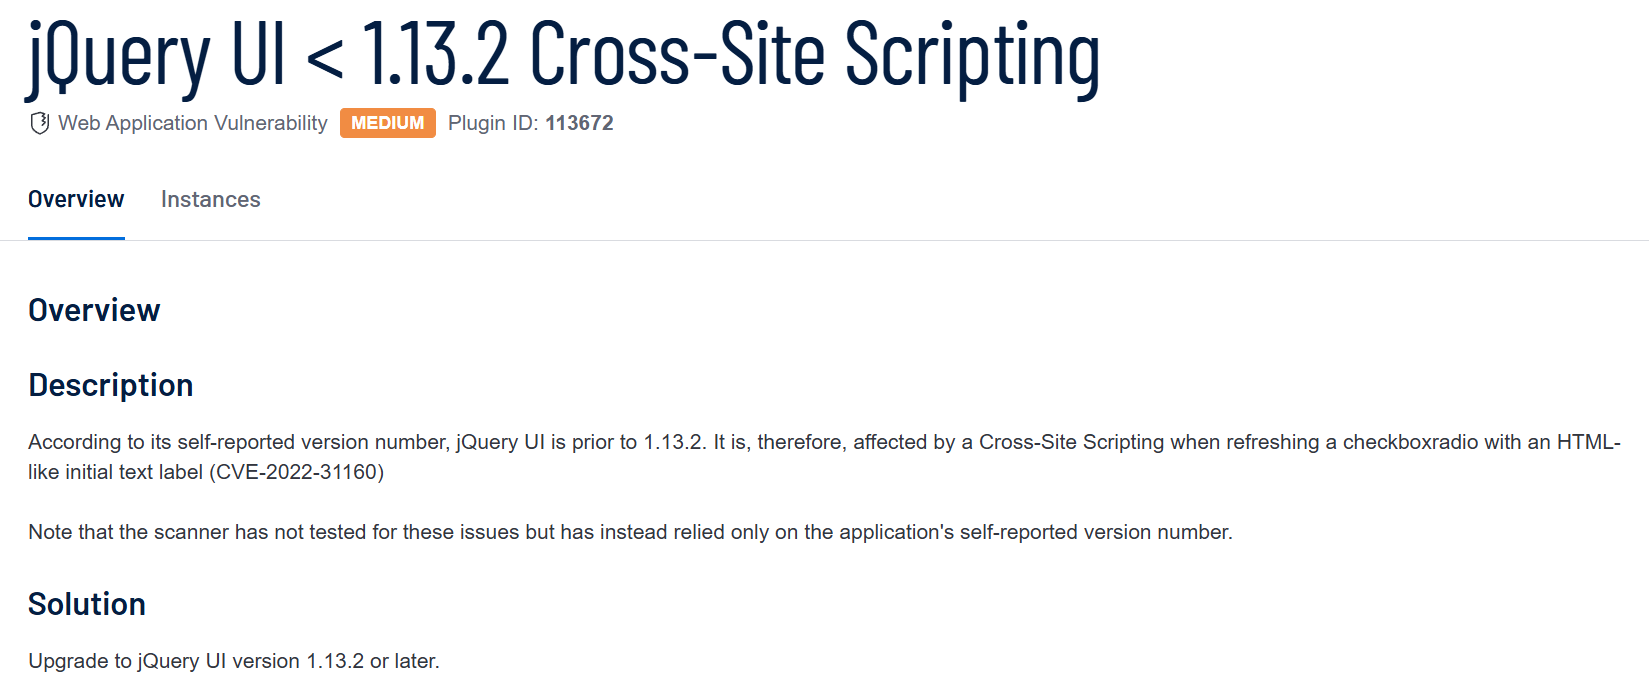 jQuery UI < 1.13.2 Cross-Site Scripting
Web Application Vulnerability MEDIUM Plugin ID: 113672
Overview Instances
Overview
Description
According to its self-reported version number, jQuery UI is prior to 1.13.2. It is, therefore, affected by a Cross-Site Scripting when refreshing a checkboxradio with an HTML-
like initial text label (CVE-2022-31160)
Note that the scanner has not tested for these issues but has instead relied only on the application's self-reported version number.
Solution
Upgrade to jQuery UI version 1.13.2 or later.